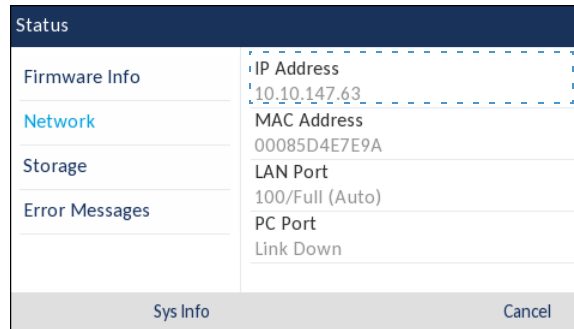 Status
Firmware Info
Network
Storage
Error Messages
IP Address
10.10.147.63
MAC Address
00085D4E7E9A
LAN Port
100/Full (Auto)
PC Port
Link Down
Sys Info
Cancel